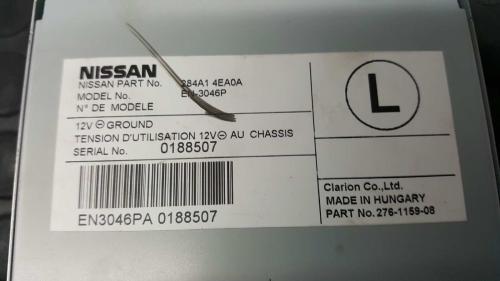 NISSAN
NISSAN PART No. 284A1 4EA0A
MODEL No. EN-3046P
N° DE MODELE
12V ⊖ GROUND
TENSION D'UTILISATION 12V ⊖ AU CHASSIS
SERIAL No. 0188507
EN3046PA 0188507
L
Clarion Co.,Ltd.
MADE IN HUNGARY
PART No.276-1159-08